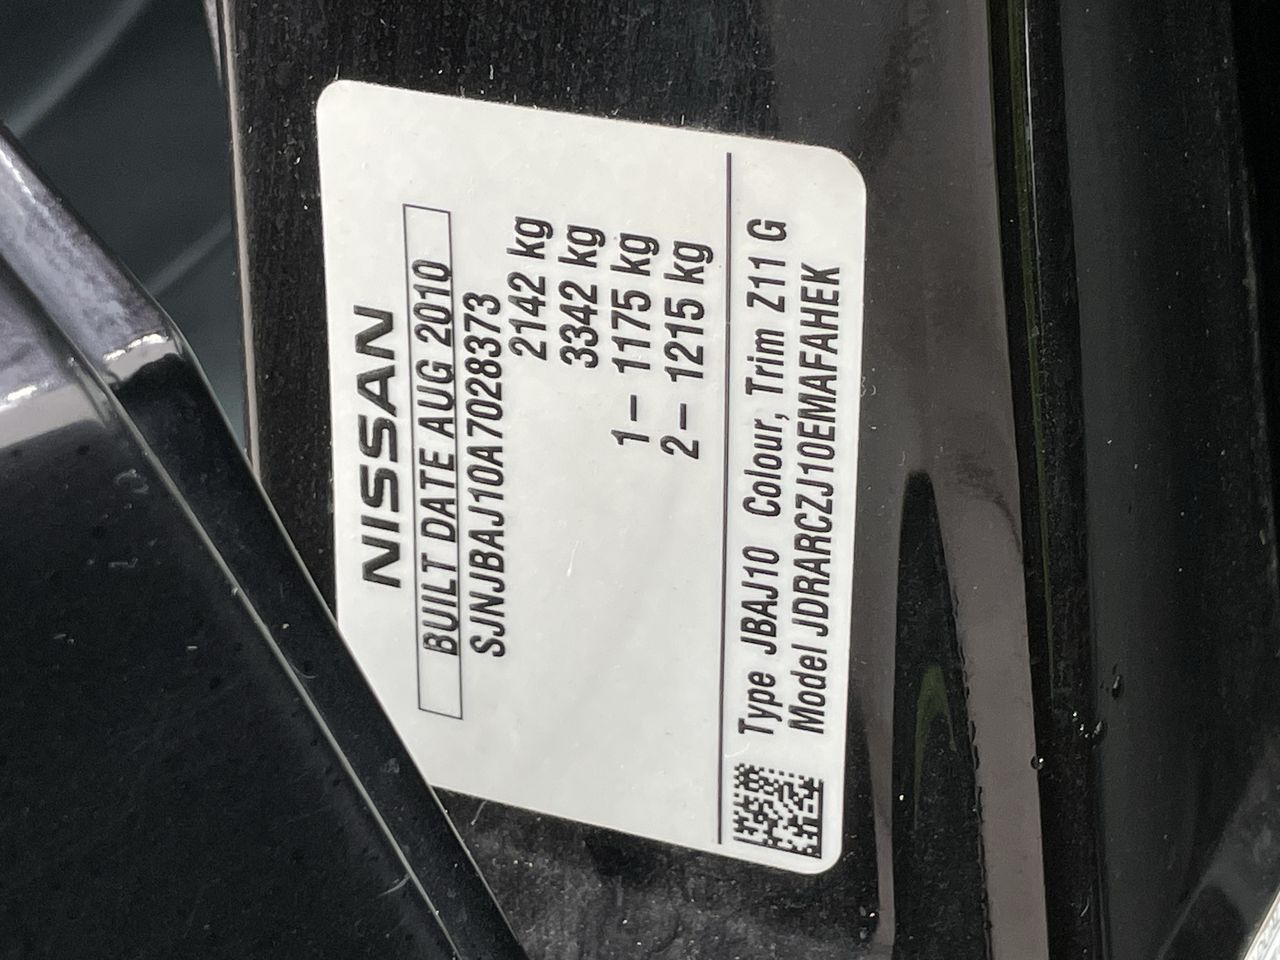 NISSAN
BUILT DATE AUG 2010
SJNJBAJ10A7028373
2142 kg
3342 kg
1– 1175 kg
2– 1215 kg
Type JBAJ10 Colour, Trim Z11 G
Model JDRARCZJ10EMAFAHEK